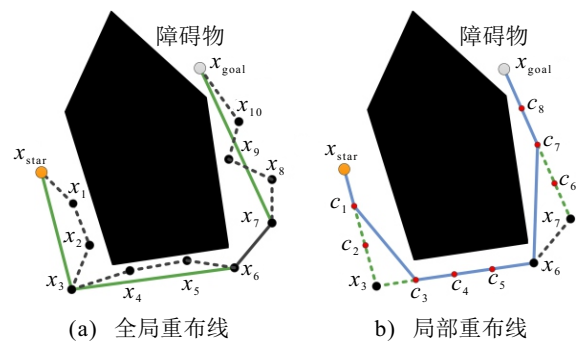 障碍物
x_goal
x_10
x_9
x_8
x_star
x_1
x_2
x_7
x_3
x_4
x_5
x_6
(a) 全局重布线
障碍物
x_goal
c_8
c_7
x_star
c_6
c_1
x_7
c_2
x_6
x_3
c_3
c_4
c_5
b) 局部重布线